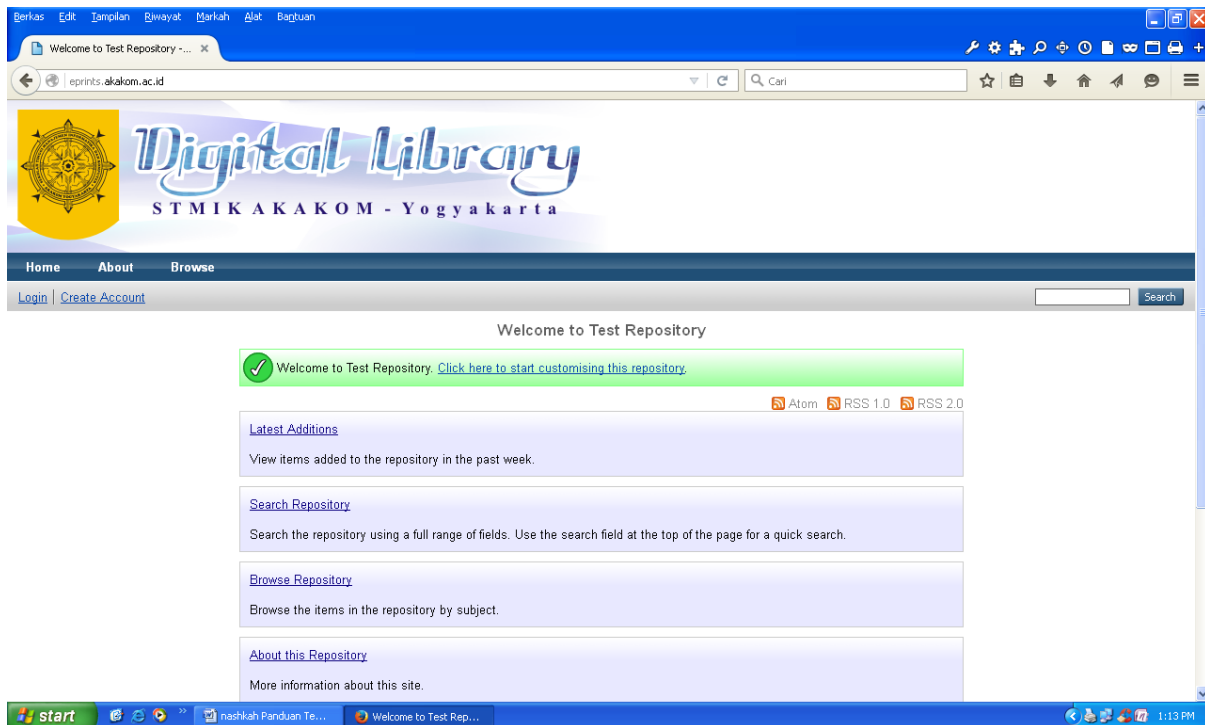 Berkas Edit Tampilan Riwayat Markah Alat Bantuan
Welcome to Test Repository -...
eprints.akakom.ac.id
Cari
Digital Library
STMIK AKAKOM - Yogyakarta
Home About Browse
Login Create Account
Search
Welcome to Test Repository
Welcome to Test Repository. Click here to start customising this repository.
Atom RSS 1.0 RSS 2.0
Latest Additions
View items added to the repository in the past week.
Search Repository
Search the repository using a full range of fields. Use the search field at the top of the page for a quick search.
Browse Repository
Browse the items in the repository by subject.
About this Repository
More information about this site.
start
nashkah Panduan Te...
Welcome to Test Rep...
1:13 PM